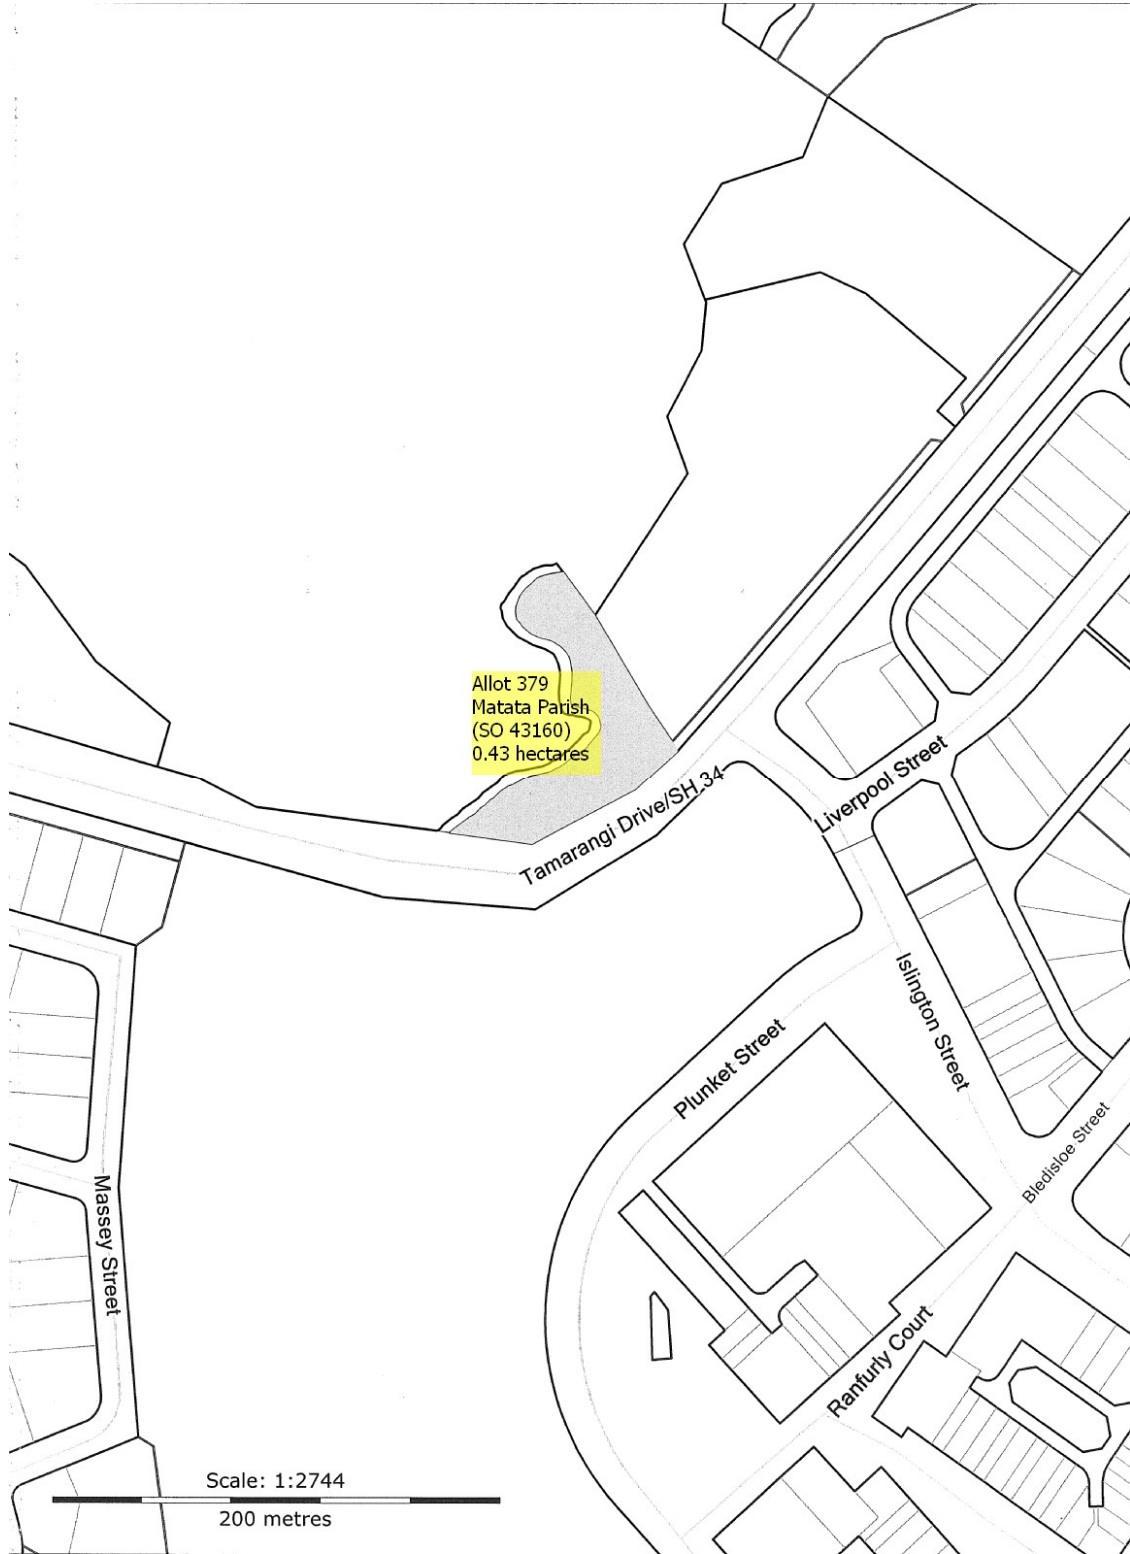 Allot 379
Matata Parish
(SO 43160)
0.43 hectares
Tamarangi Drive/SH 34
Liverpool Street
Islington Street
Plunket Street
Bledisloe Street
Massey Street
Ranfurly Court
Scale: 1:2744
200 metres